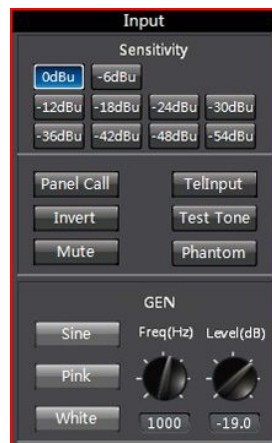 Input
Sensitivity
0dBu -6dBu
-12dBu -18dBu -24dBu -30dBu
-36dBu -42dBu -48dBu -54dBu
Panel Call TelInput
Invert Test Tone
Mute Phantom
GEN
Sine Freq(Hz) Level(dB)
Pink
White 1000 -19.0